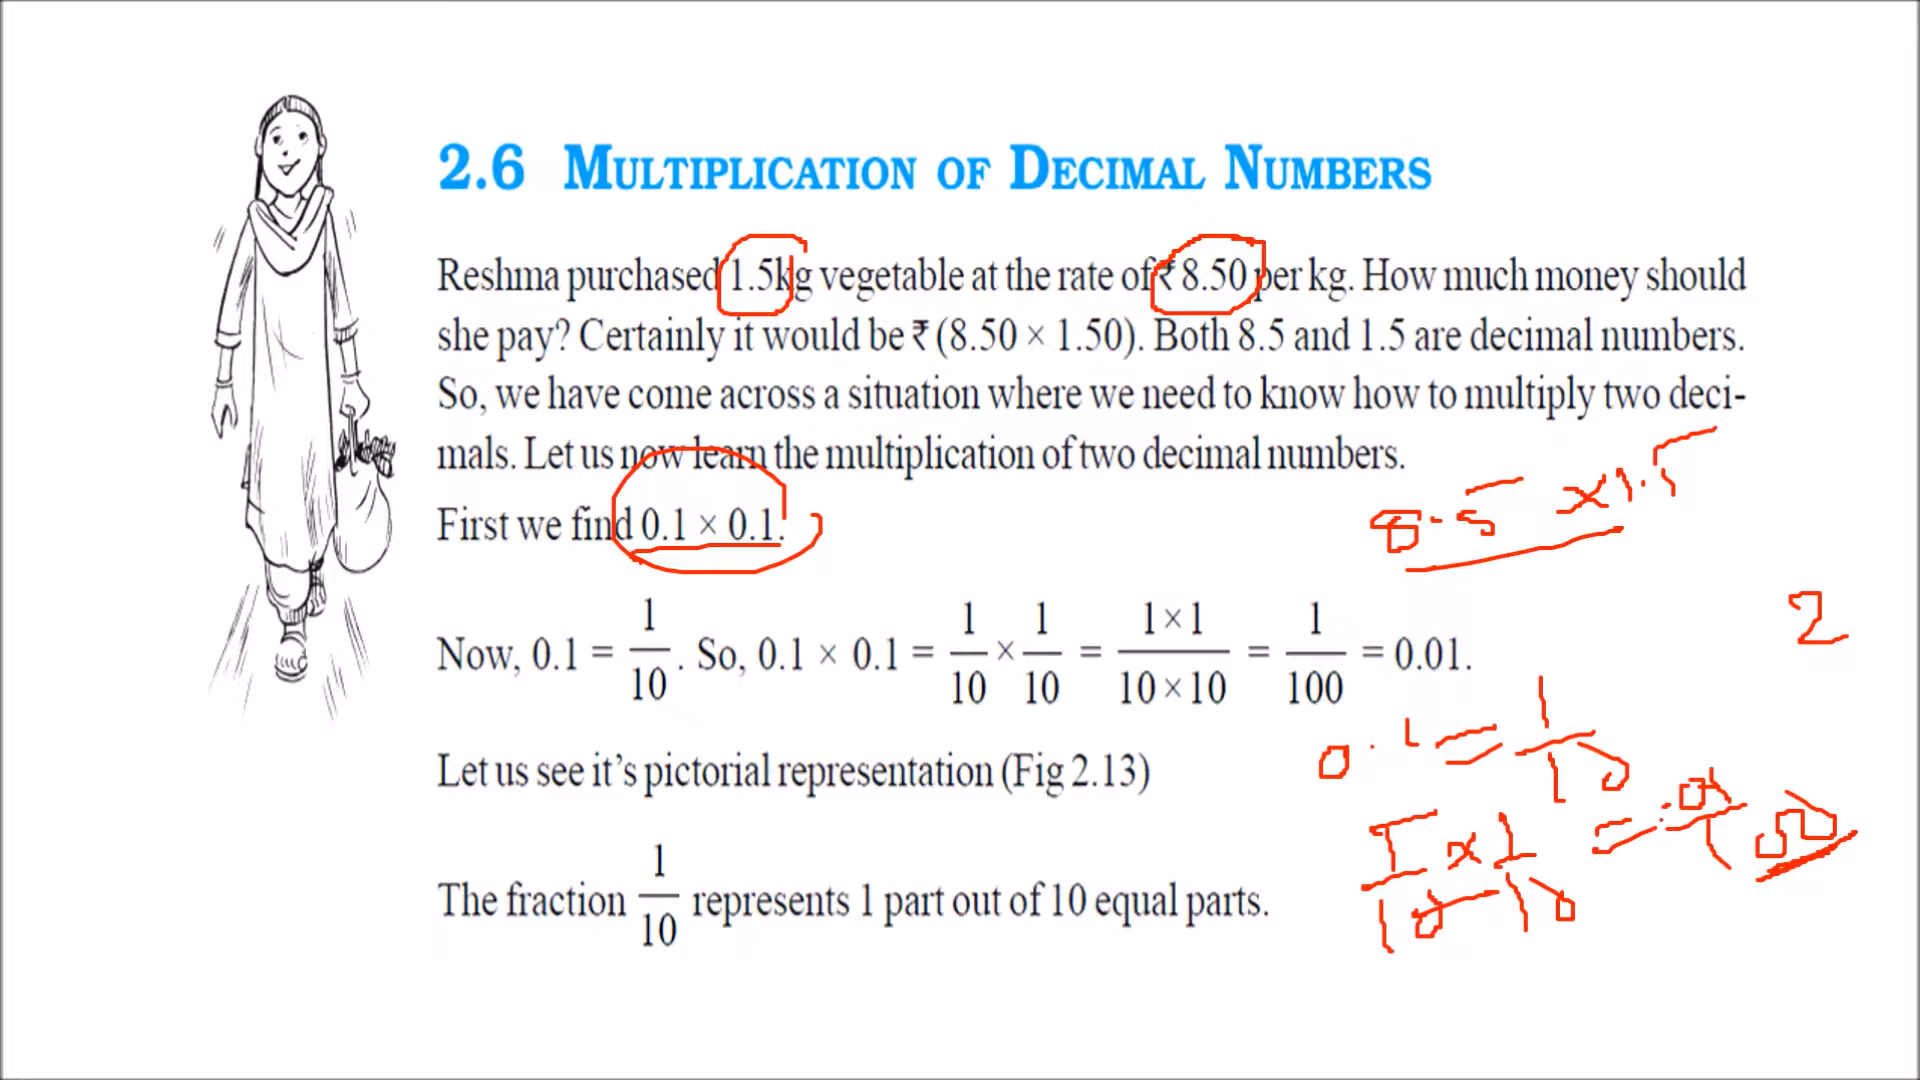 2.6 MULTIPLICATION OF DECIMAL NUMBERS
Reshma purchased 1.5kg vegetable at the rate of ₹ 8.50 per kg. How much money should
she pay? Certainly it would be ₹ (8.50 × 1.50). Both 8.5 and 1.5 are decimal numbers.
So, we have come across a situation where we need to know how to multiply two deci-
mals. Let us now learn the multiplication of two decimal numbers.
8.5 × 1.5
First we find 0.1 × 0.1.
Now, 0.1 = 1/10. So, 0.1 × 0.1 = 1/10 × 1/10 = 1×1/10×10 = 1/100 = 0.01.
2
0.1 = 1/10
Let us see it's pictorial representation (Fig 2.13)
1/10 × 1/10 =
The fraction 1/10 represents 1 part out of 10 equal parts.